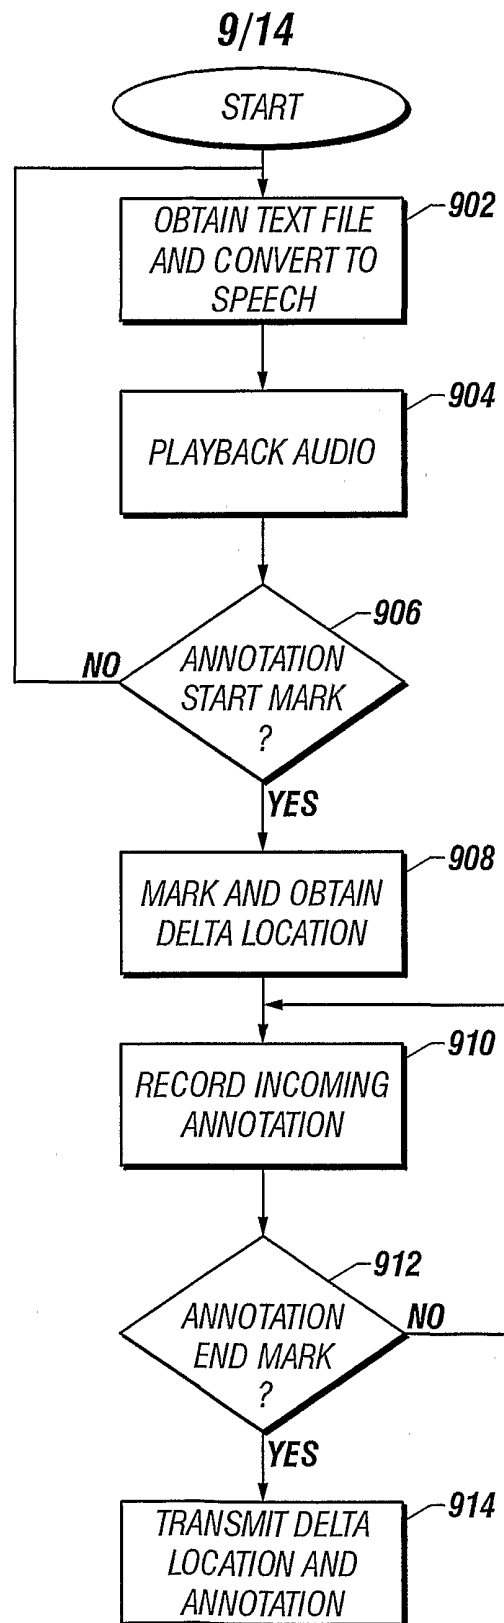 9/14
START
902
OBTAIN TEXT FILE
AND CONVERT TO
SPEECH
904
PLAYBACK AUDIO
906
NO
ANNOTATION
START MARK
?
YES
908
MARK AND OBTAIN
DELTA LOCATION
910
RECORD INCOMING
ANNOTATION
912
ANNOTATION
END MARK
?
NO
YES
914
TRANSMIT DELTA
LOCATION AND
ANNOTATION